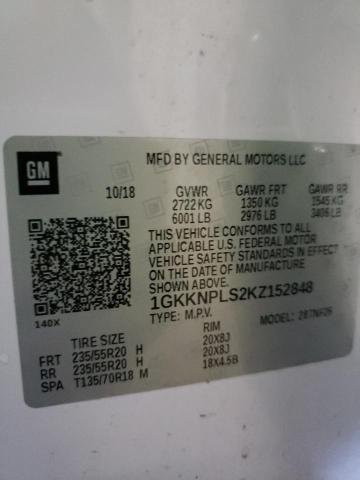 GM
MFD BY GENERAL MOTORS LLC
10/18 GVWR GAWR FRT GAWR RR
2722 KG 1350 KG 1545 KG
6001 LB 2976 LB 3406 LB
THIS VEHICLE CONFORMS TO ALL
APPLICABLE U.S. FEDERAL MOTOR
VEHICLE SAFETY STANDARDS IN EFFECT
ON THE DATE OF MANUFACTURE
SHOWN ABOVE.
1GKKNPLS2KZ152848
140X
TYPE: M.P.V. MODEL:
TIRE SIZE RIM
FRT 235/55R20 H 20X8J
RR 235/55R20 H 20X8J
SPA T135/70R18 M 18X4.5B